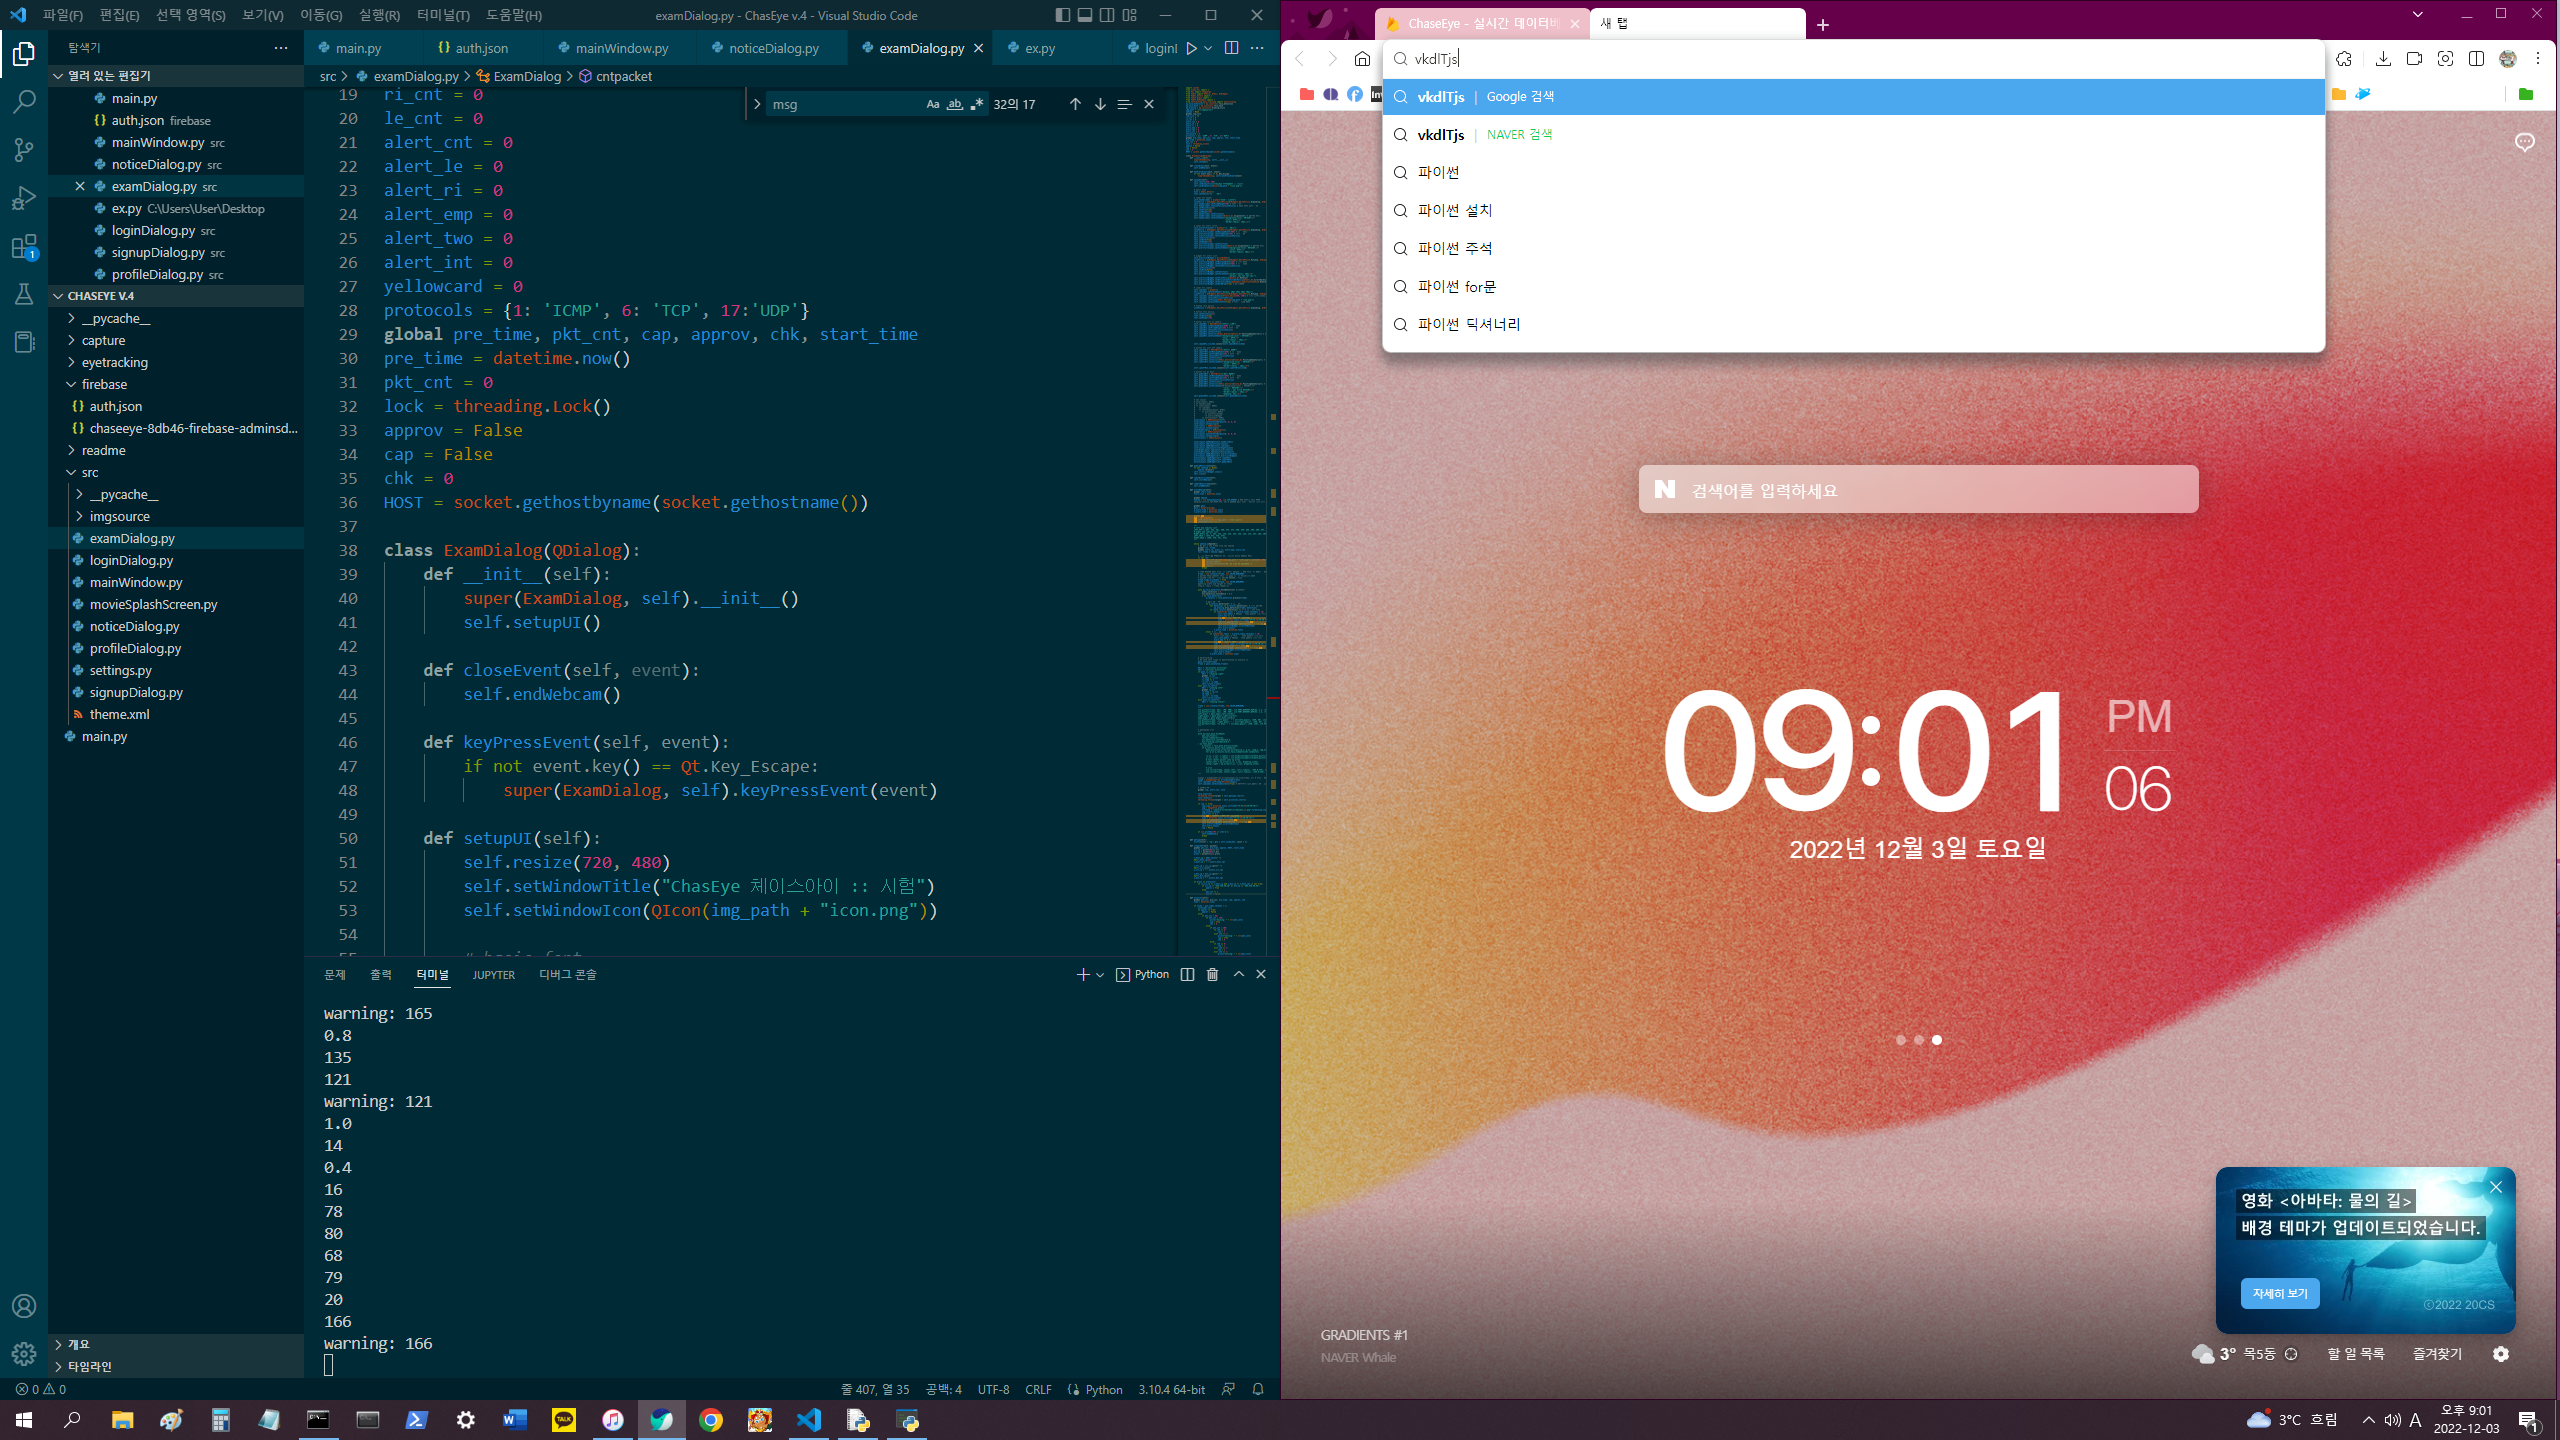 파일(F) 편집(E) 선택 영역(S) 보기(V) 이동(G) 실행(R) 터미널(T) 도움말(H)
examDialog.py - ChasEye v.4 - Visual Studio Code
탐색기
열려 있는 편집기
main.py
auth.json firebase
mainWindow.py src
noticeDialog.py src
examDialog.py src
ex.py C:\Users\User\Desktop
loginDialog.py src
signupDialog.py src
profileDialog.py src
CHASEYE V.4
__pycache__
capture
eyetracking
firebase
auth.json
chaseeye-8db46-firebase-adminsd...
readme
src
__pycache__
imgsource
examDialog.py
loginDialog.py
mainWindow.py
movieSplashScreen.py
noticeDialog.py
profileDialog.py
settings.py
signupDialog.py
theme.xml
main.py
개요
타임라인
1
main.py auth.json mainWindow.py noticeDialog.py examDialog.py ex.py loginI
src > examDialog.py > ExamDialog > cntpacket
msg Aa ab 32의 17
19 ri_cnt = 0
20 le_cnt = 0
21 alert_cnt = 0
22 alert_le = 0
23 alert_ri = 0
24 alert_emp = 0
25 alert_two = 0
26 alert_int = 0
27 yellowcard = 0
28 protocols = {1: 'ICMP', 6: 'TCP', 17:'UDP'}
29 global pre_time, pkt_cnt, cap, approv, chk, start_time
30 pre_time = datetime.now()
31 pkt_cnt = 0
32 lock = threading.Lock()
33 approv = False
34 cap = False
35 chk = 0
36 HOST = socket.gethostbyname(socket.gethostname())
37
38 class ExamDialog(QDialog):
39 def __init__(self):
40 super(ExamDialog, self).__init__()
41 self.setupUI()
42
43 def closeEvent(self, event):
44 self.endWebcam()
45
46 def keyPressEvent(self, event):
47 if not event.key() == Qt.Key_Escape:
48 super(ExamDialog, self).keyPressEvent(event)
49
50 def setupUI(self):
51 self.resize(720, 480)
52 self.setWindowTitle("ChasEye 체이스아이 :: 시험")
53 self.setWindowIcon(QIcon(img_path + "icon.png"))
54
55 # basic font
문제 출력 터미널 JUPYTER 디버그 콘솔
Python
warning: 165
0.8
135
121
warning: 121
1.0
14
0.4
16
78
80
68
79
20
166
warning: 166
0 0
줄 407, 열 35 공백: 4 UTF-8 CRLF Python 3.10.4 64-bit
ChaseEye - 실시간 데이터베
새 탭
vkdlTjs
vkdlTjs | Google 검색
vkdlTjs | NAVER 검색
파이썬
파이썬 설치
파이썬 주석
파이썬 for문
파이썬 딕셔너리
N 검색어를 입력하세요
09:01 PM 06
2022년 12월 3일 토요일
영화 <아바타: 물의 길>
배경 테마가 업데이트되었습니다.
자세히 보기
ⓒ2022 20CS
GRADIENTS #1
NAVER Whale
3° 목5동 할 일 목록 즐겨찾기
TALK
3°C 흐림
A
오후 9:01
2022-12-03
1